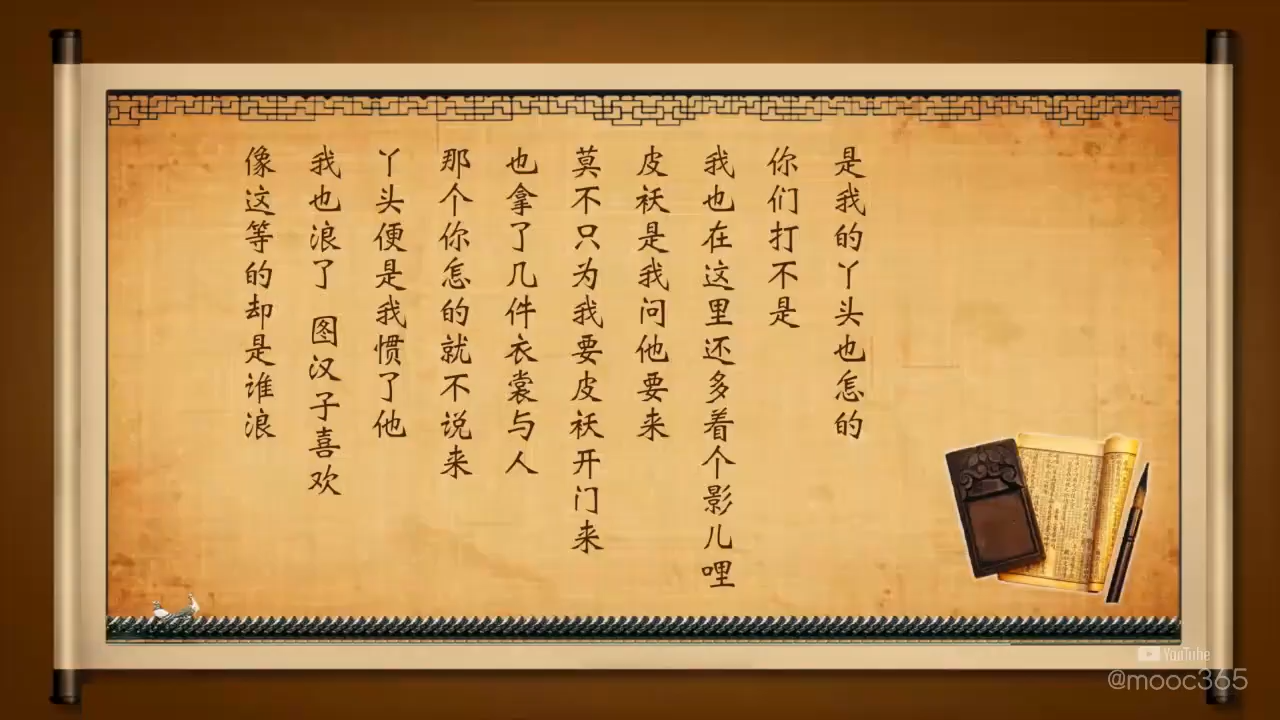 是我的丫头也怎的
你们打不是
我也在这里还多着个影儿哩
皮袄是我问他要来
莫不只为我要皮袄开门来
也拿了几件衣裳与人
那个你怎的就不说来
丫头便是我惯了他
我也浪了 图汉子喜欢
像这等的却是谁浪
YouTube
@mooc365